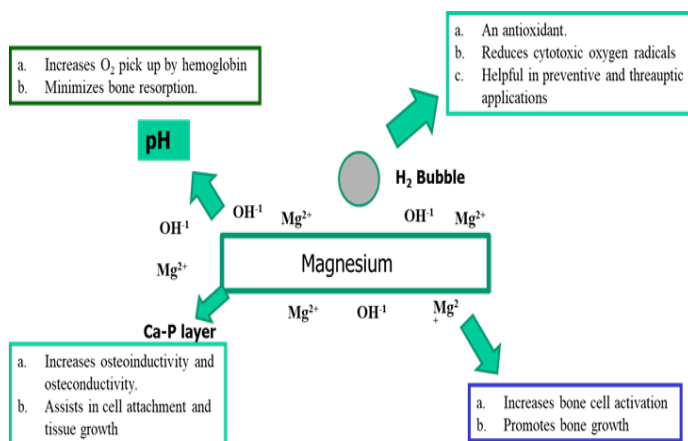 a. Increases O₂ pick up by hemoglobin
b. Minimizes bone resorption.
a. An antioxidant.
b. Reduces cytotoxic oxygen radicals
c. Helpful in preventive and threauptic
applications
pH
H₂ Bubble
OH⁻¹
OH⁻¹
Mg²⁺
OH⁻¹
Mg²⁺
Mg²⁺
Magnesium
Mg²⁺
OH⁻¹
Mg²
+
Ca-P layer
a. Increases osteoinductivity and
osteconductivity.
b. Assists in cell attachment and
tissue growth
a. Increases bone cell activation
b. Promotes bone growth